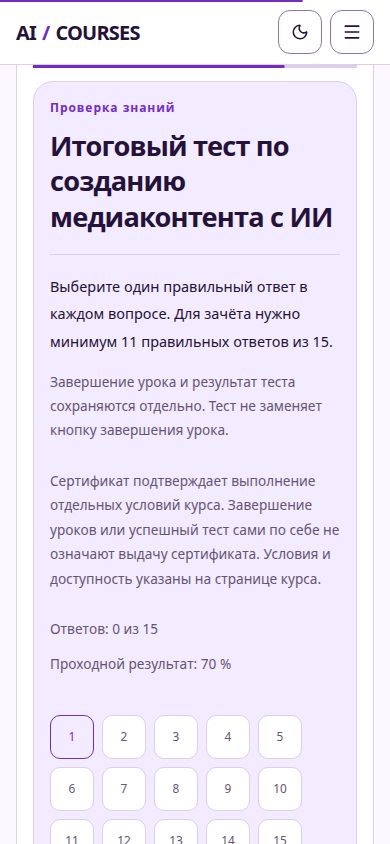 AI / COURSES
Проверка знаний
Итоговый тест по
созданию
медиаконтента с ИИ
Выберите один правильный ответ в
каждом вопросе. Для зачёта нужно
минимум 11 правильных ответов из 15.
Завершение урока и результат теста
сохраняются отдельно. Тест не заменяет
кнопку завершения урока.
Сертификат подтверждает выполнение
отдельных условий курса. Завершение
уроков или успешный тест сами по себе не
означают выдачу сертификата. Условия и
доступность указаны на странице курса.
Ответов: 0 из 15
Проходной результат: 70 %
1 2 3 4 5
6 7 8 9 10
11 12 13 14 15